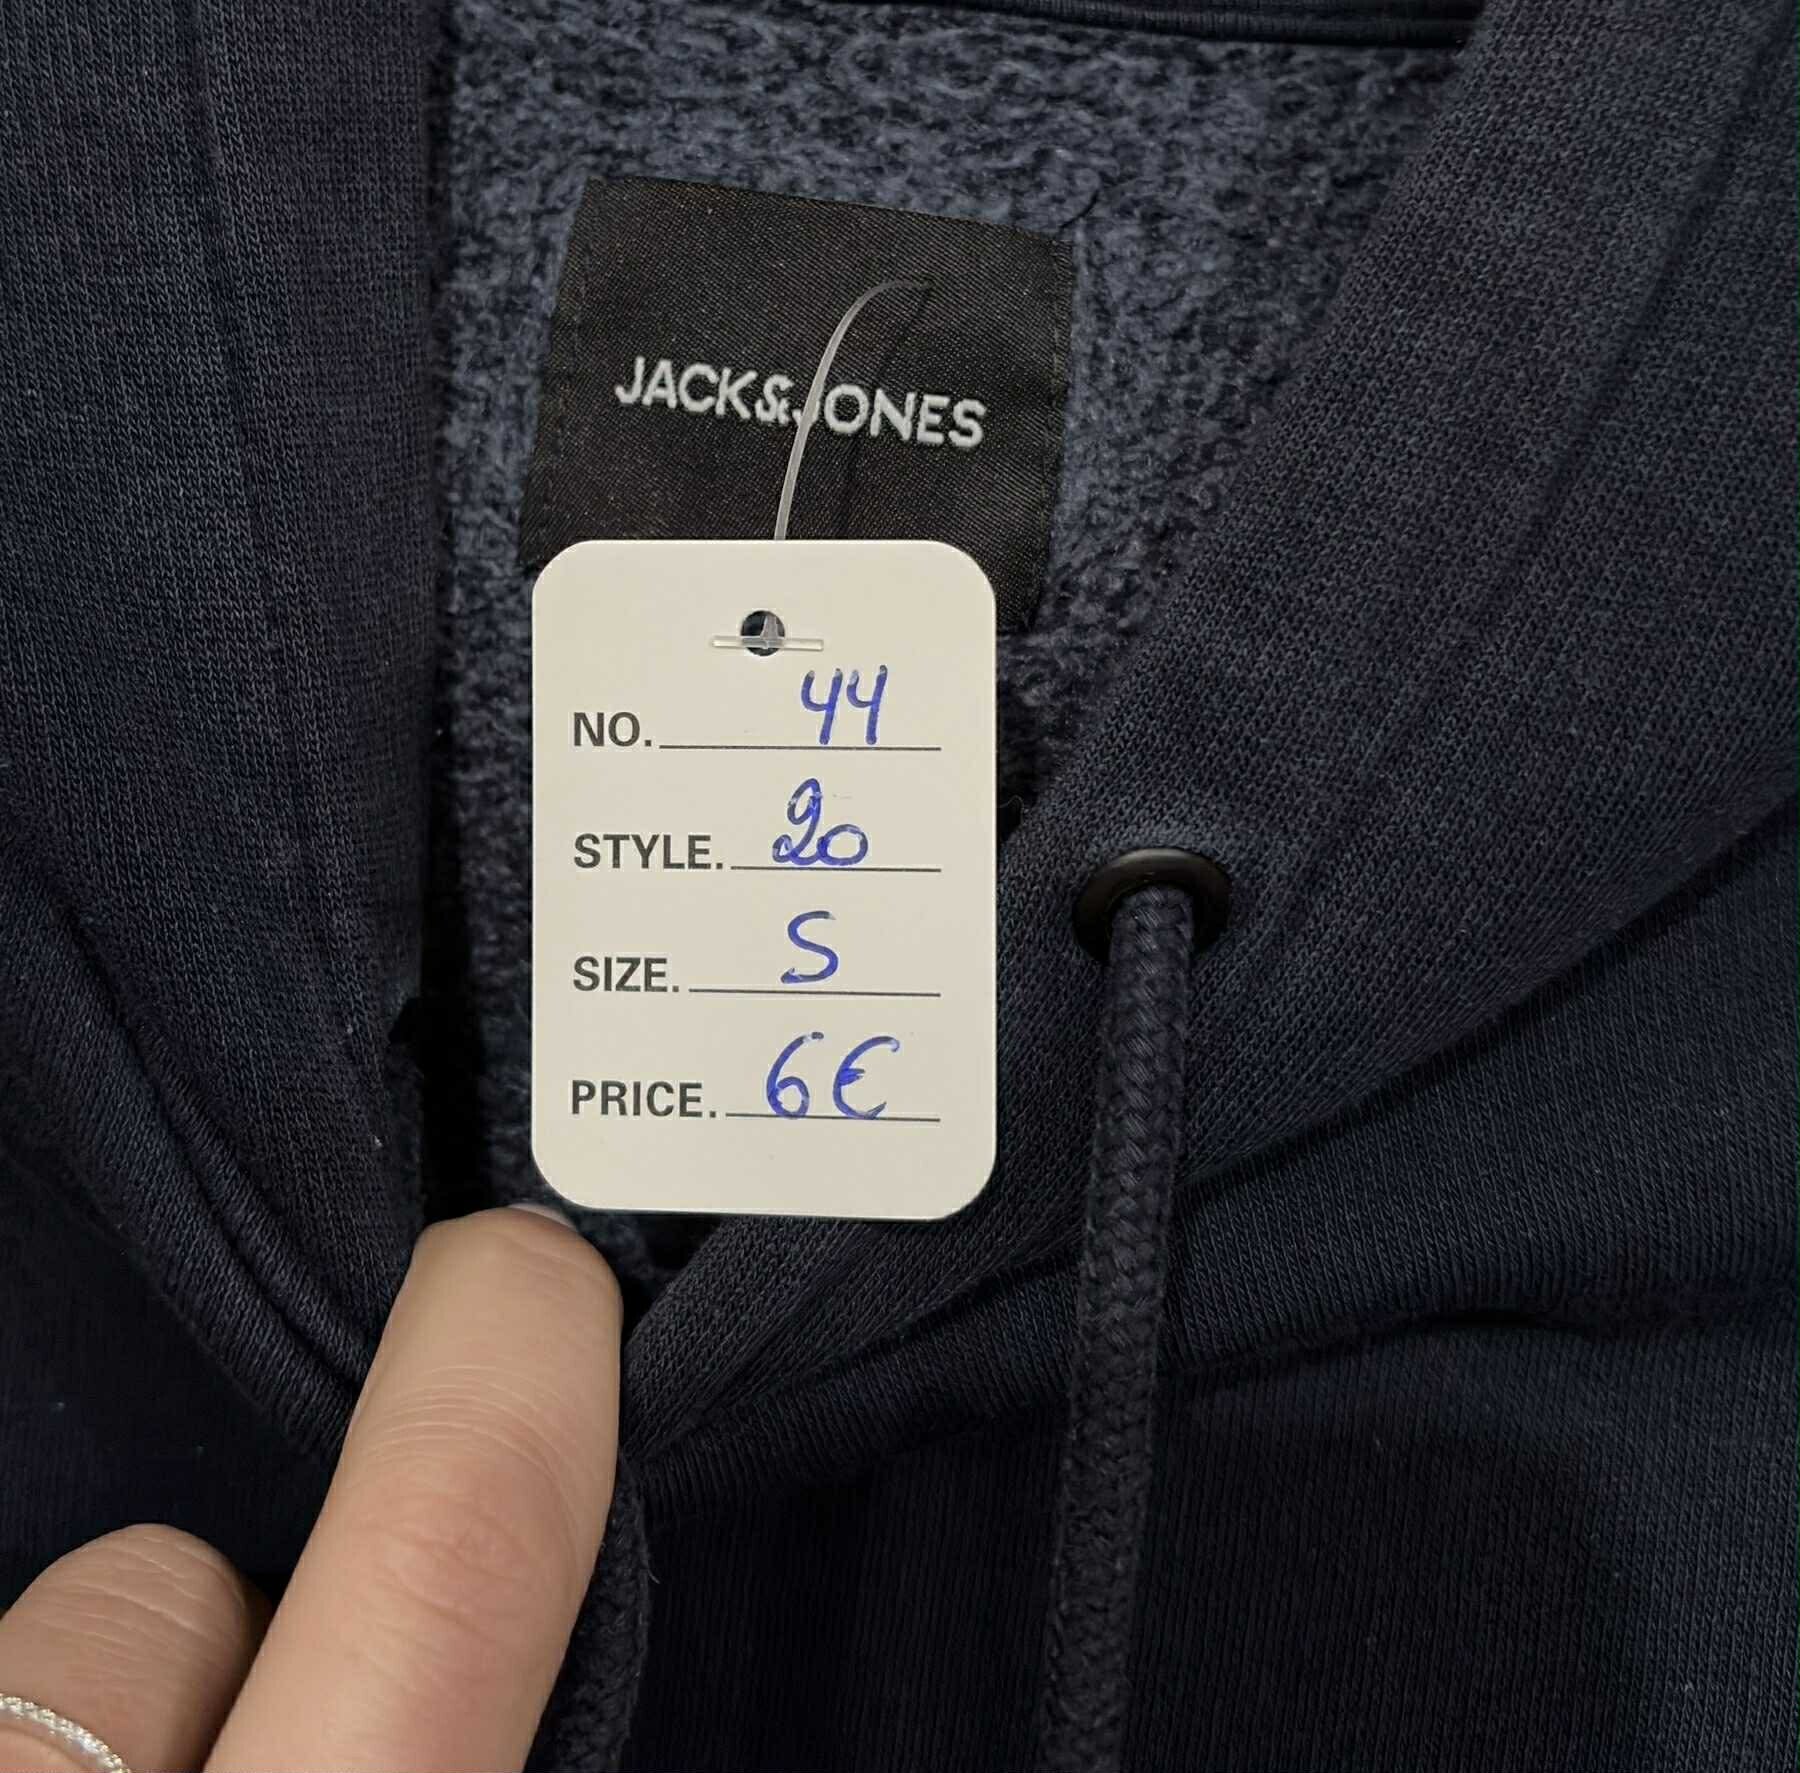 JACK&JONES
NO. 44
STYLE. 20
SIZE. S
PRICE. 6€